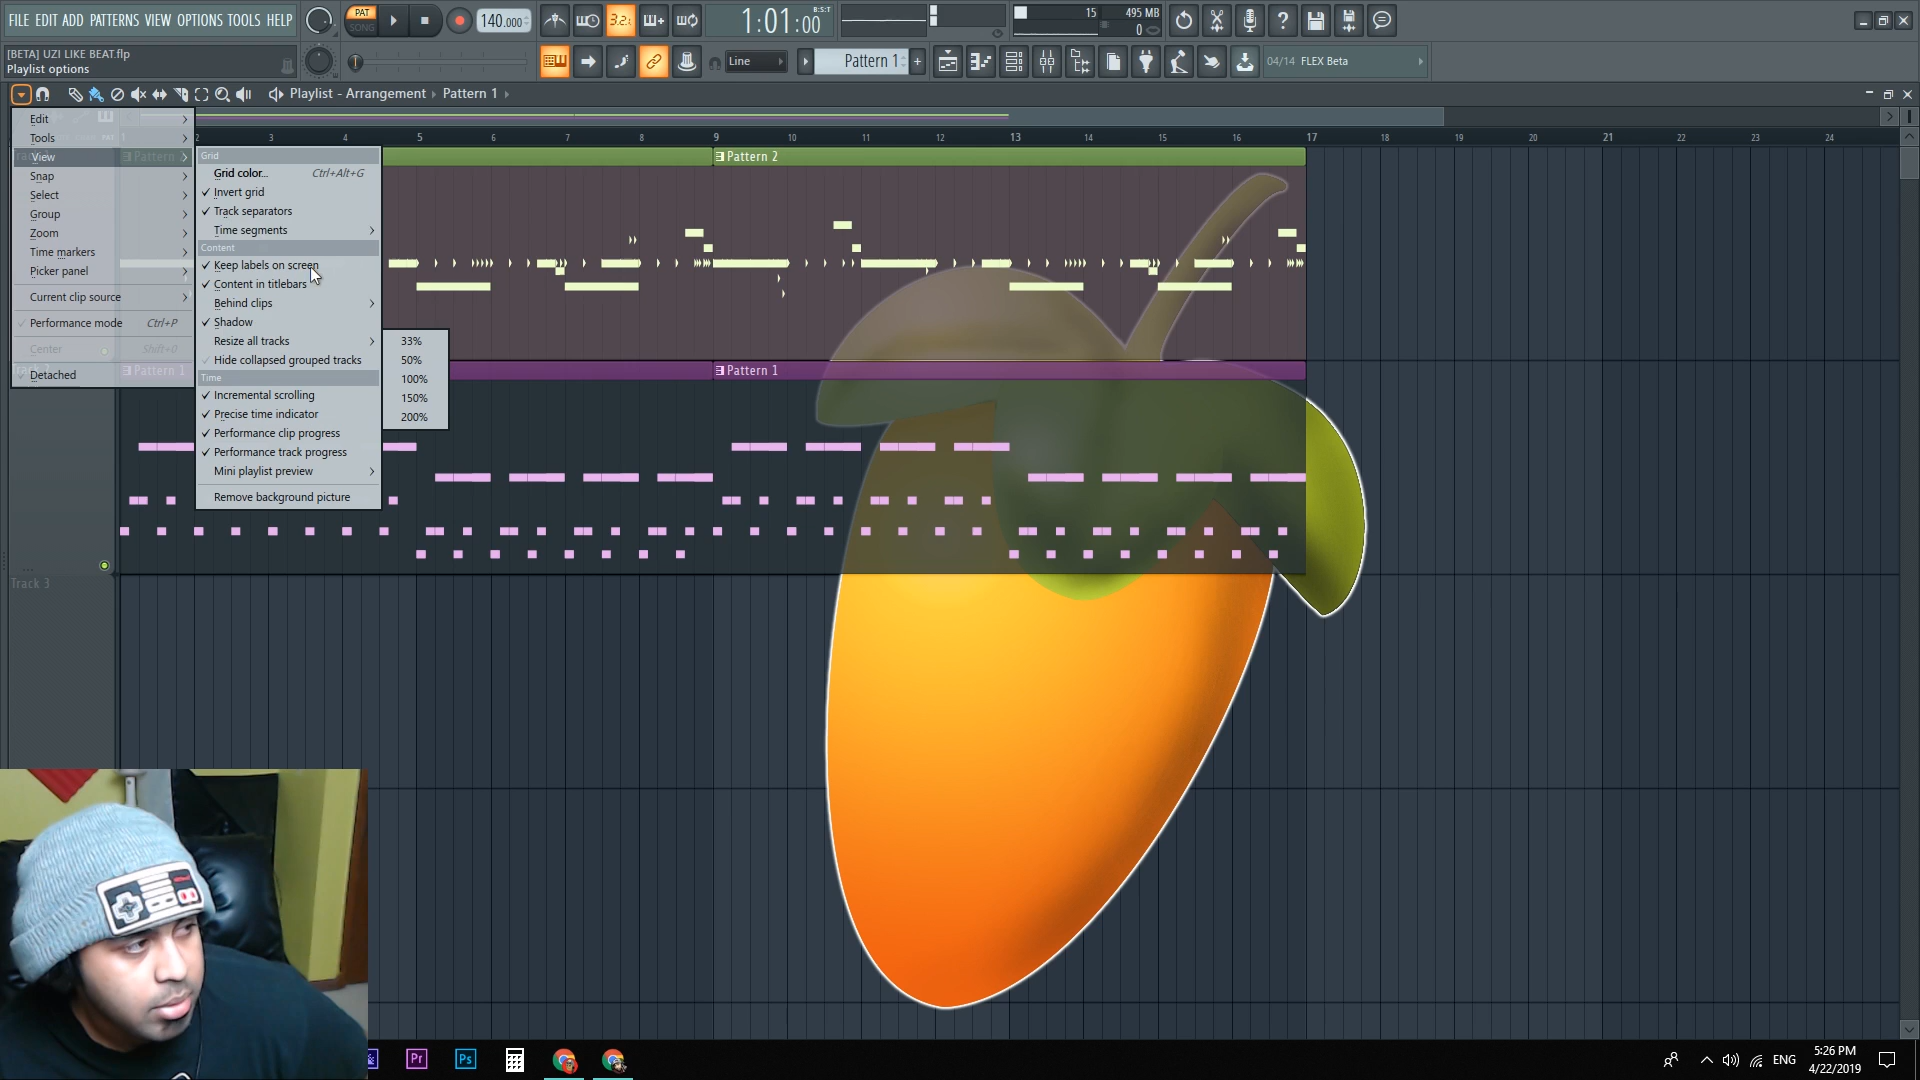 FILE EDIT ADD PATTERNS VIEW OPTIONS TOOLS HELP
PAT
SONG
140.000
3.2.
1:01:00
B:S:T
15
495 MB
0
[BETA] UZI LIKE BEAT.flp
Playlist options
Line
Pattern 1
04/14 FLEX Beta
Playlist - Arrangement
Pattern 1
2 3 4 5 6 7 8 9 10 11 12 13 14 15 16 17 18 19 20 21 22 23 24
Edit
Tools
View
Snap
Select
Group
Zoom
Time markers
Picker panel
Current clip source
Performance mode Ctrl+P
Center Shift+0
Detached
Grid
Grid color... Ctrl+Alt+G
Invert grid
Track separators
Time segments
Content
Keep labels on screen
Content in titlebars
Behind clips
Shadow
Resize all tracks
Hide collapsed grouped tracks
Time
Incremental scrolling
Precise time indicator
Performance clip progress
Performance track progress
Mini playlist preview
Remove background picture
33%
50%
100%
150%
200%
Pattern 2
Pattern 1
Pattern 1
Track 3
Pr
Ps
ENG
5:26 PM
4/22/2019